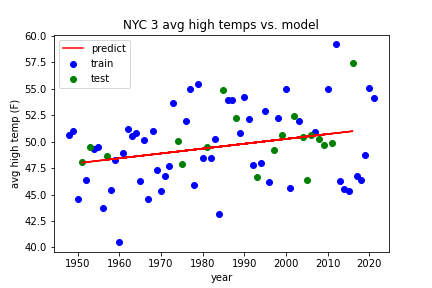 NYC 3 avg high temps vs. model
predict
train
test
60.0
57.5
55.0
52.5
50.0
47.5
45.0
42.5
40.0
avg high temp (F)
1950 1960 1970 1980 1990 2000 2010 2020
year